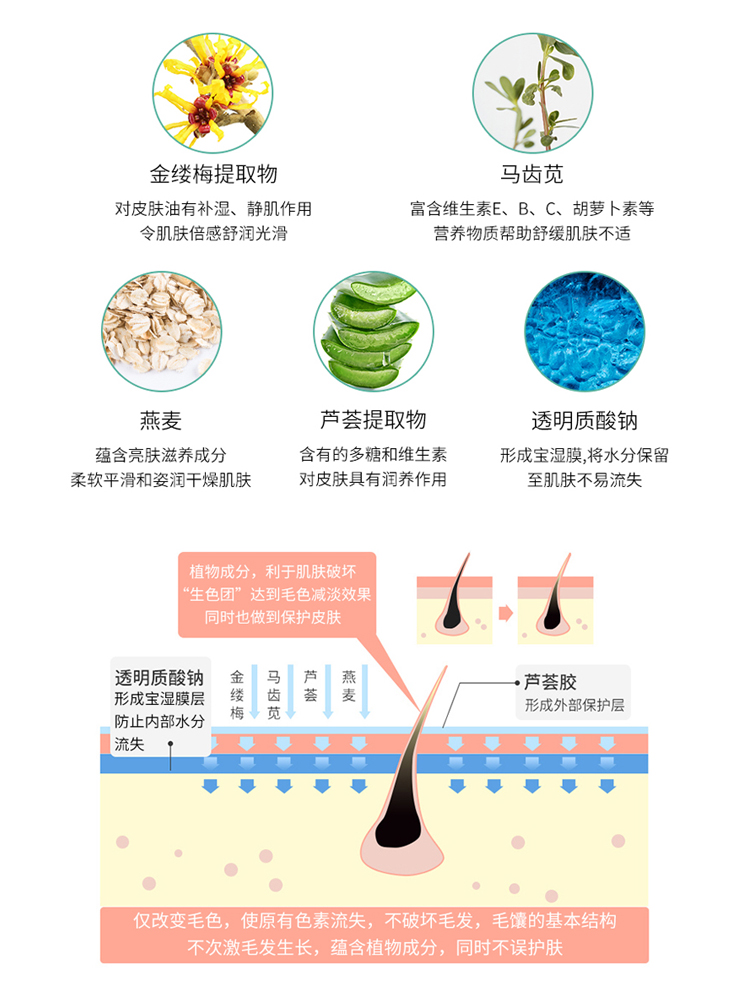 金缕梅提取物
对皮肤油有补湿、静肌作用
令肌肤倍感舒润光滑
马齿苋
富含维生素E、B、C、胡萝卜素等
营养物质帮助舒缓肌肤不适
燕麦
蕴含亮肤滋养成分
柔软平滑和姿润干燥肌肤
芦荟提取物
含有的多糖和维生素
对皮肤具有润养作用
透明质酸钠
形成宝湿膜,将水分保留
至肌肤不易流失
植物成分，利于肌肤破坏
“生色团”达到毛色减淡效果
同时也做到保护皮肤
透明质酸钠
形成宝湿膜层
防止内部水分
流失
金缕梅
马齿苋
芦荟
燕麦
芦荟胶
形成外部保护层
仅改变毛色，使原有色素流失，不破坏毛发，毛馕的基本结构
不次激毛发生长，蕴含植物成分，同时不误护肤